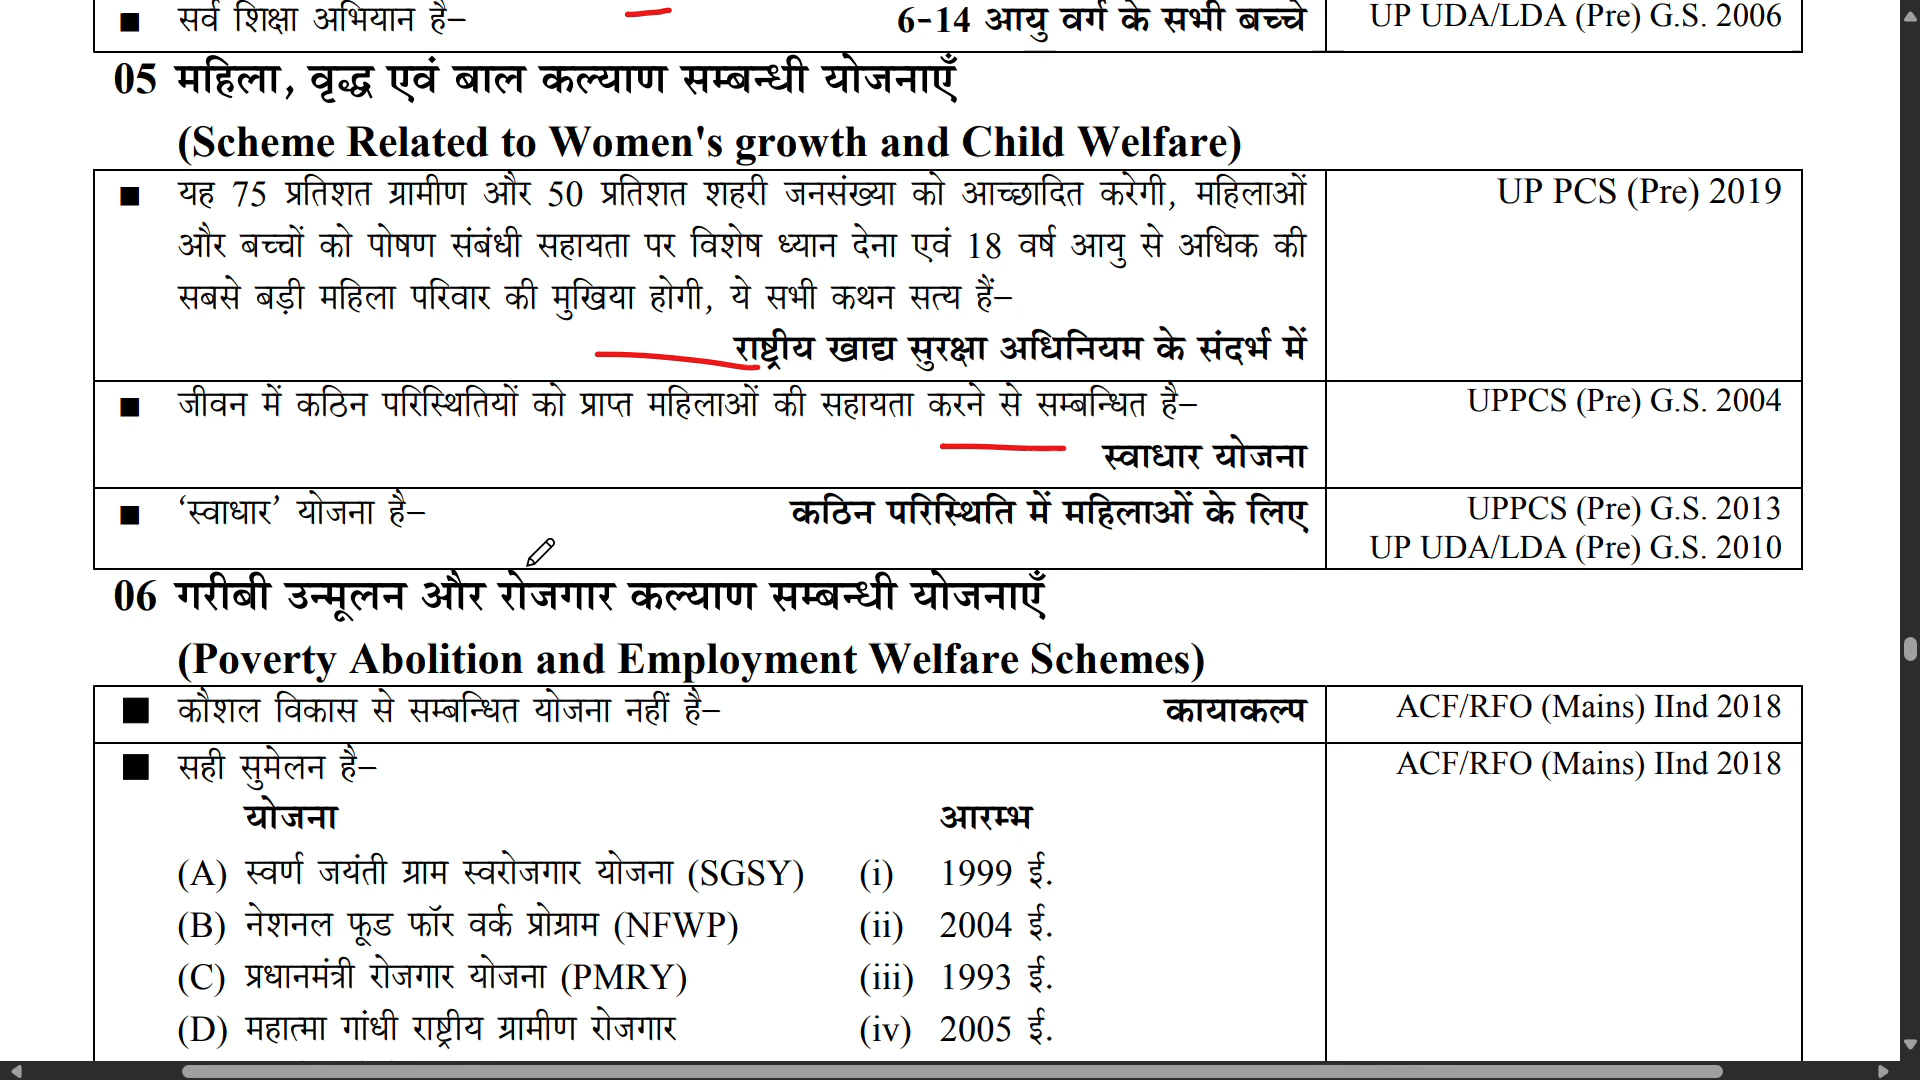 ■ सर्व शिक्षा अभियान है– 6-14 आयु वर्ग के सभी बच्चे UP UDA/LDA (Pre) G.S. 2006
05 महिला, वृद्ध एवं बाल कल्याण सम्बन्धी योजनाएँ
(Scheme Related to Women's growth and Child Welfare)
■ यह 75 प्रतिशत ग्रामीण और 50 प्रतिशत शहरी जनसंख्या को आच्छादित करेगी, महिलाओं UP PCS (Pre) 2019
और बच्चों को पोषण संबंधी सहायता पर विशेष ध्यान देना एवं 18 वर्ष आयु से अधिक की
सबसे बड़ी महिला परिवार की मुखिया होगी, ये सभी कथन सत्य हैं–
राष्ट्रीय खाद्य सुरक्षा अधिनियम के संदर्भ में
■ जीवन में कठिन परिस्थितियों को प्राप्त महिलाओं की सहायता करने से सम्बन्धित है– UPPCS (Pre) G.S. 2004
स्वाधार योजना
■ ‘स्वाधार’ योजना है– कठिन परिस्थिति में महिलाओं के लिए UPPCS (Pre) G.S. 2013
UP UDA/LDA (Pre) G.S. 2010
06 गरीबी उन्मूलन और रोजगार कल्याण सम्बन्धी योजनाएँ
(Poverty Abolition and Employment Welfare Schemes)
■ कौशल विकास से सम्बन्धित योजना नहीं है– कायाकल्प ACF/RFO (Mains) IInd 2018
■ सही सुमेलन है– ACF/RFO (Mains) IInd 2018
योजना आरम्भ
(A) स्वर्ण जयंती ग्राम स्वरोजगार योजना (SGSY) (i) 1999 ई.
(B) नेशनल फूड फॉर वर्क प्रोग्राम (NFWP) (ii) 2004 ई.
(C) प्रधानमंत्री रोजगार योजना (PMRY) (iii) 1993 ई.
(D) महात्मा गांधी राष्ट्रीय ग्रामीण रोजगार (iv) 2005 ई.